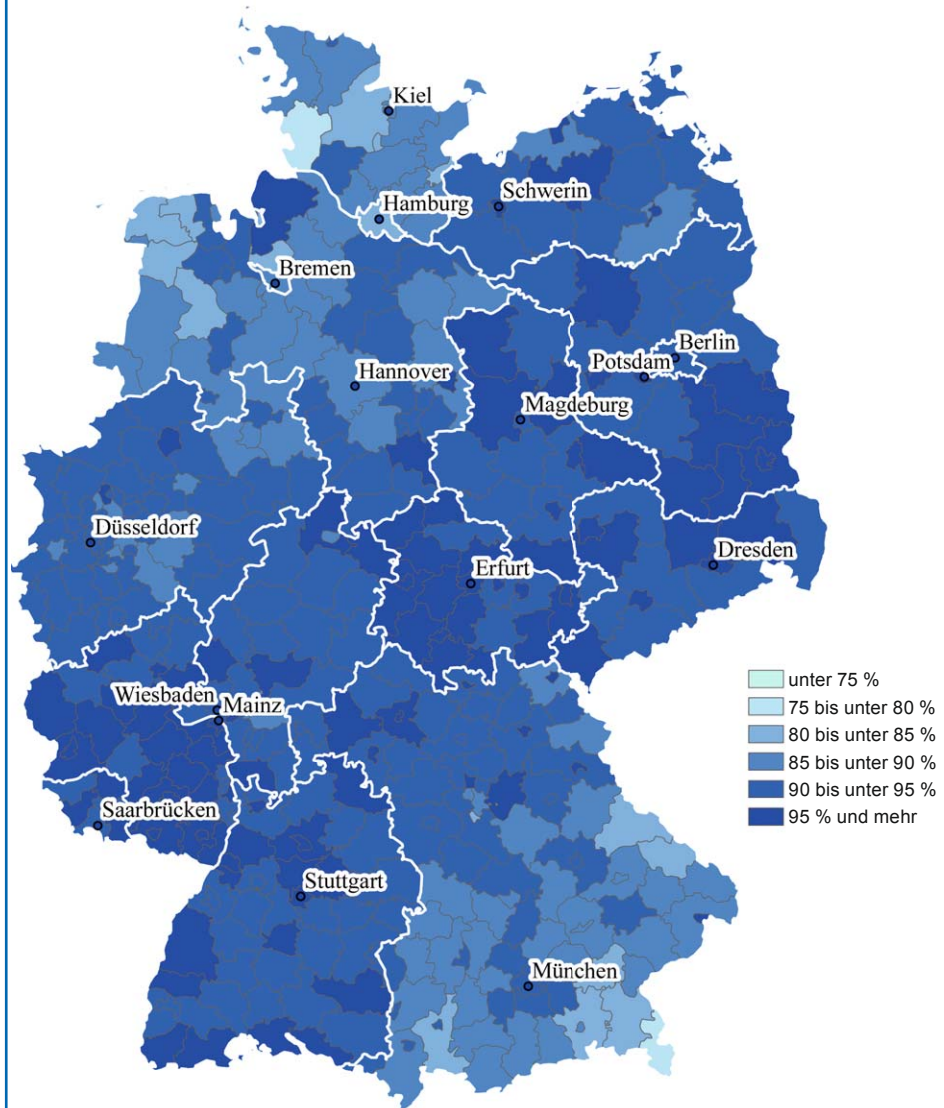 Kiel
Schwerin
Hamburg
Bremen
Berlin
Potsdam
Hannover
Magdeburg
Düsseldorf
Dresden
Erfurt
Wiesbaden
Mainz
Saarbrücken
Stuttgart
München
unter 75 %
75 bis unter 80 %
80 bis unter 85 %
85 bis unter 90 %
90 bis unter 95 %
95 % und mehr